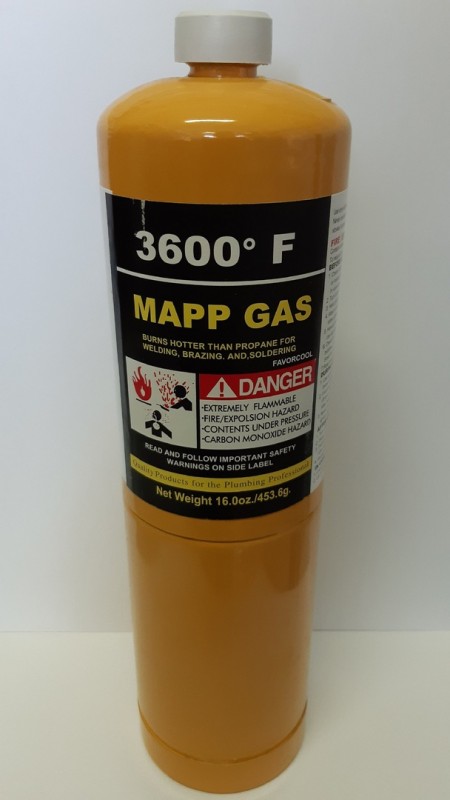 3600° F
MAPP GAS
BURNS HOTTER THAN PROPANE FOR
WELDING, BRAZING. AND,SOLDERING
FAVORCOOL
DANGER
•EXTREMELY FLAMMABLE
•FIRE/EXPOLSION HAZARD
•CONTENTS UNDER PRESSURE
•CARBON MONOXIDE HAZARD
READ AND FOLLOW IMPORTANT SAFETY
WARNINGS ON SIDE LABEL
Quality Products for the Plumbing Professional
Net Weight 16.0oz./453.6g.